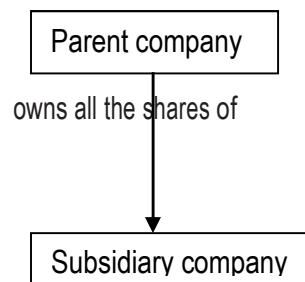 Parent company
owns all the shares of
Subsidiary company